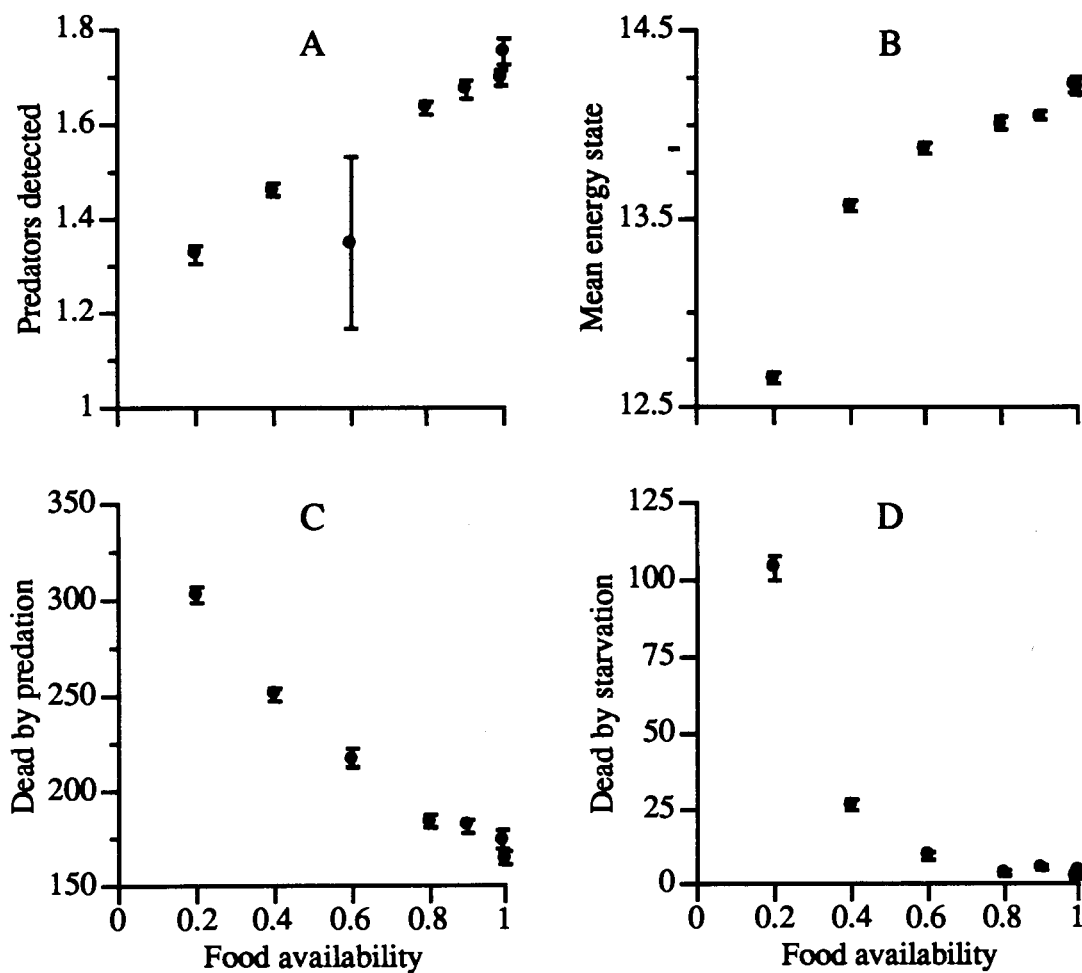 A
Predators detected
1.8
1.6
1.4
1.2
1
B
Mean energy state
14.5
13.5
12.5
C
Dead by predation
350
300
250
200
150
0 0.2 0.4 0.6 0.8 1
Food availability
D
Dead by starvation
125
100
75
50
25
0
0 0.2 0.4 0.6 0.8 1
Food availability